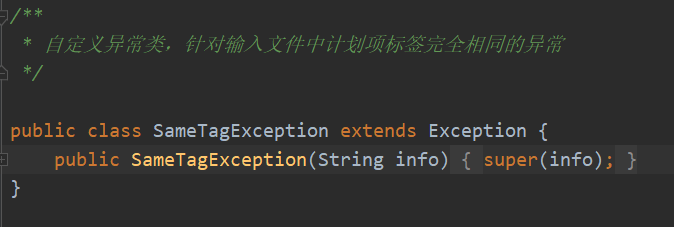 /**
 * 自定义异常类，针对输入文件中计划项标签完全相同的异常
 */
public class SameTagException extends Exception {
    public SameTagException(String info) { super(info); }
}